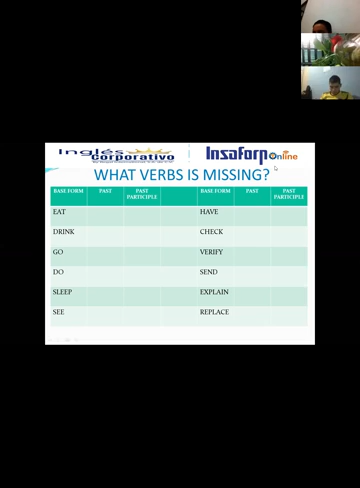 Inglés
Corporativo
Insaforp
Online
WHAT VERBS IS MISSING?
BASE FORM PAST PAST PARTICIPLE BASE FORM PAST PAST PARTICIPLE
EAT HAVE
DRINK CHECK
GO VERIFY
DO SEND
SLEEP EXPLAIN
SEE REPLACE